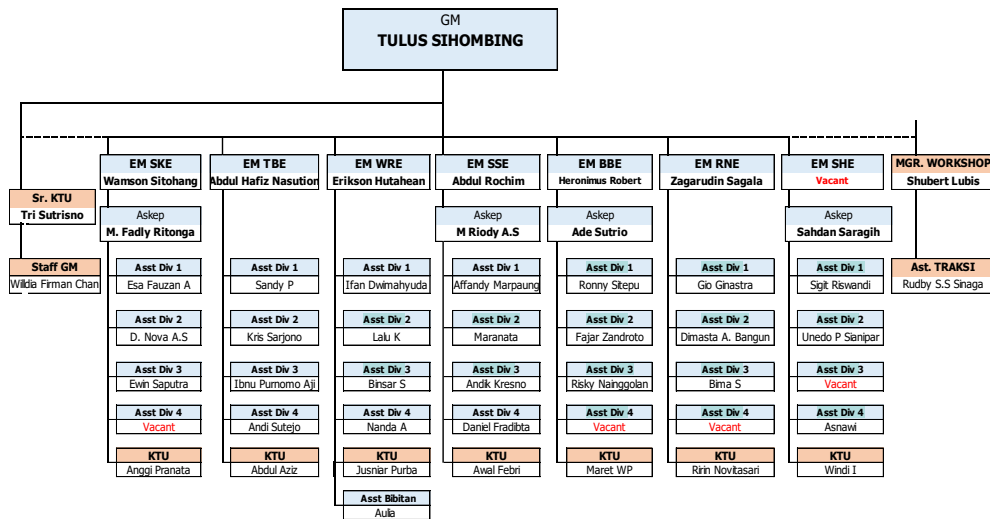 GM
TULUS SIHOMBING
EM SKE
Wamson Sitohang
EM TBE
Abdul Hafiz Nasution
EM WRE
Erikson Hutahean
EM SSE
Abdul Rochim
EM BBE
Heronimus Robert
EM RNE
Zagarudin Sagala
EM SHE
Vacant
MGR. WORKSHOP
Shubert Lubis
Sr. KTU
Tri Sutrisno
Askep
M. Fadly Ritonga
Askep
M Riody A.S
Askep
Ade Sutrio
Askep
Sahdan Saragih
Staff GM
Willdia Firman Chan
Asst Div 1
Esa Fauzan A
Asst Div 1
Sandy P
Asst Div 1
Ifan Dwimahyuda
Asst Div 1
Affandy Marpaung
Asst Div 1
Ronny Sitepu
Asst Div 1
Gio Ginastra
Asst Div 1
Sigit Riswandi
Ast. TRAKSI
Rudby S.S Sinaga
Asst Div 2
D. Nova A.S
Asst Div 2
Kris Sarjono
Asst Div 2
Lalu K
Asst Div 2
Maranata
Asst Div 2
Fajar Zandroto
Asst Div 2
Dimasta A. Bangun
Asst Div 2
Unedo P Sianipar
Asst Div 3
Ewin Saputra
Asst Div 3
Ibnu Purnomo Aji
Asst Div 3
Binsar S
Asst Div 3
Andik Kresno
Asst Div 3
Risky Nainggolan
Asst Div 3
Bima S
Asst Div 3
Vacant
Asst Div 4
Vacant
Asst Div 4
Andi Sutejo
Asst Div 4
Nanda A
Asst Div 4
Daniel Fradibta
Asst Div 4
Vacant
Asst Div 4
Vacant
Asst Div 4
Asnawi
KTU
Anggi Pranata
KTU
Abdul Aziz
KTU
Jusniar Purba
KTU
Awal Febri
KTU
Maret WP
KTU
Ririn Novitasari
KTU
Windi I
Asst Bibitan
Aulia